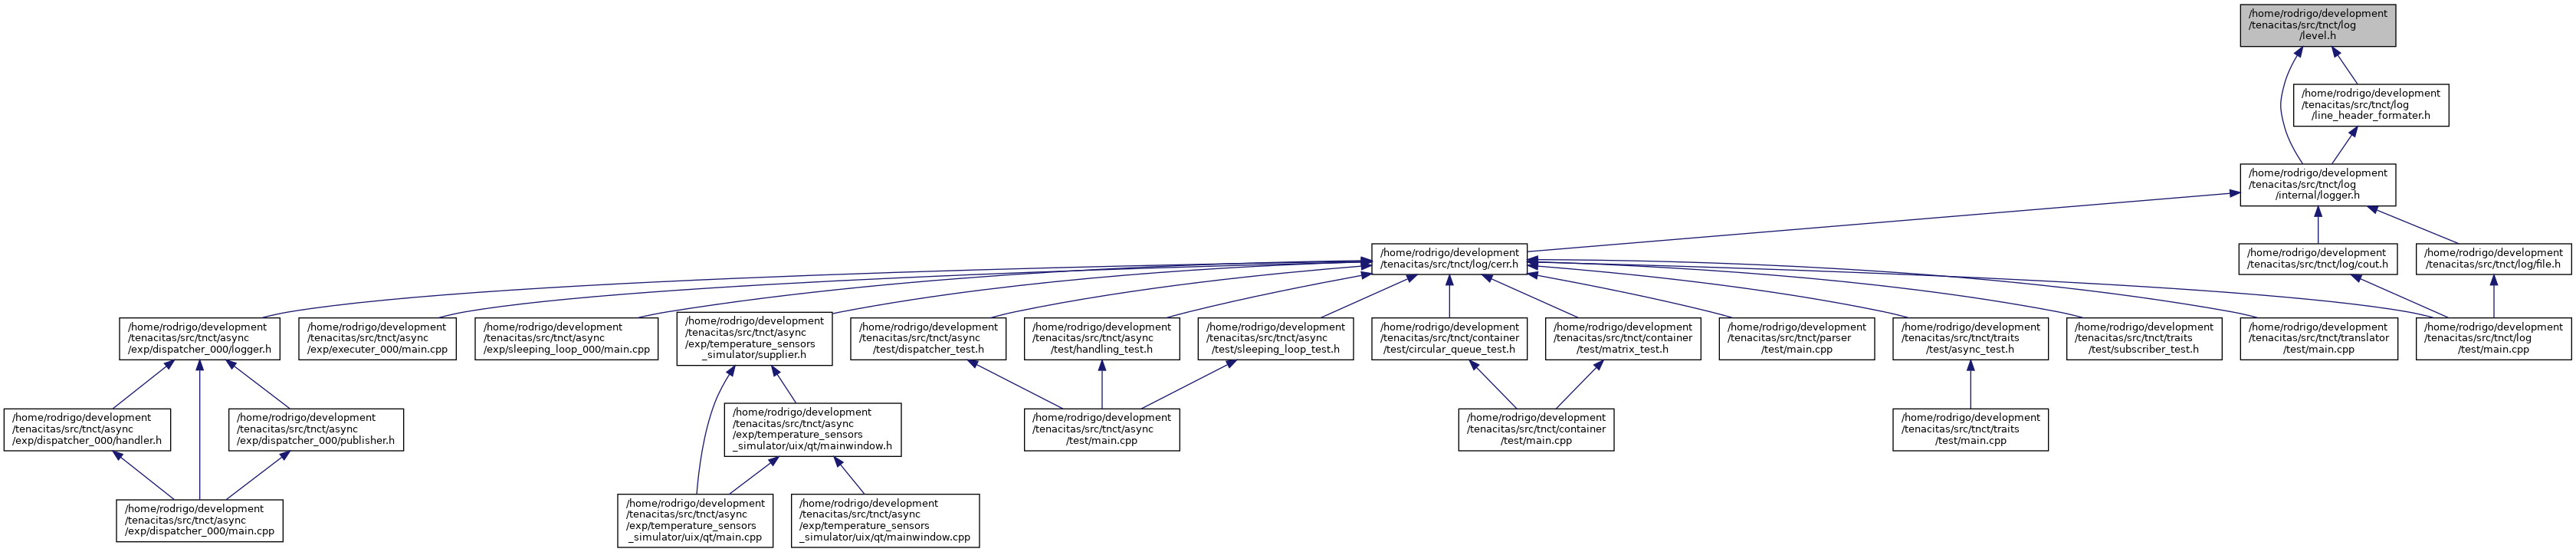 /home/rodrigo/development
/tenacitas/src/tnct/log
/level.h
/home/rodrigo/development
/tenacitas/src/tnct/log
/line_header_formater.h
/home/rodrigo/development
/tenacitas/src/tnct/log
/internal/logger.h
/home/rodrigo/development
/tenacitas/src/tnct/log/cerr.h
/home/rodrigo/development
/tenacitas/src/tnct/log/cout.h
/home/rodrigo/development
/tenacitas/src/tnct/log/file.h
/home/rodrigo/development
/tenacitas/src/tnct/async
/exp/dispatcher_000/logger.h
/home/rodrigo/development
/tenacitas/src/tnct/async
/exp/executer_000/main.cpp
/home/rodrigo/development
/tenacitas/src/tnct/async
/exp/sleeping_loop_000/main.cpp
/home/rodrigo/development
/tenacitas/src/tnct/async
/exp/temperature_sensors
_simulator/supplier.h
/home/rodrigo/development
/tenacitas/src/tnct/async
/test/dispatcher_test.h
/home/rodrigo/development
/tenacitas/src/tnct/async
/test/handling_test.h
/home/rodrigo/development
/tenacitas/src/tnct/async
/test/sleeping_loop_test.h
/home/rodrigo/development
/tenacitas/src/tnct/container
/test/circular_queue_test.h
/home/rodrigo/development
/tenacitas/src/tnct/container
/test/matrix_test.h
/home/rodrigo/development
/tenacitas/src/tnct/parser
/test/main.cpp
/home/rodrigo/development
/tenacitas/src/tnct/traits
/test/async_test.h
/home/rodrigo/development
/tenacitas/src/tnct/traits
/test/subscriber_test.h
/home/rodrigo/development
/tenacitas/src/tnct/translator
/test/main.cpp
/home/rodrigo/development
/tenacitas/src/tnct/log
/test/main.cpp
/home/rodrigo/development
/tenacitas/src/tnct/async
/exp/dispatcher_000/handler.h
/home/rodrigo/development
/tenacitas/src/tnct/async
/exp/dispatcher_000/publisher.h
/home/rodrigo/development
/tenacitas/src/tnct/async
/exp/temperature_sensors
_simulator/uix/qt/mainwindow.h
/home/rodrigo/development
/tenacitas/src/tnct/async
/test/main.cpp
/home/rodrigo/development
/tenacitas/src/tnct/container
/test/main.cpp
/home/rodrigo/development
/tenacitas/src/tnct/traits
/test/main.cpp
/home/rodrigo/development
/tenacitas/src/tnct/async
/exp/dispatcher_000/main.cpp
/home/rodrigo/development
/tenacitas/src/tnct/async
/exp/temperature_sensors
_simulator/uix/qt/main.cpp
/home/rodrigo/development
/tenacitas/src/tnct/async
/exp/temperature_sensors
_simulator/uix/qt/mainwindow.cpp